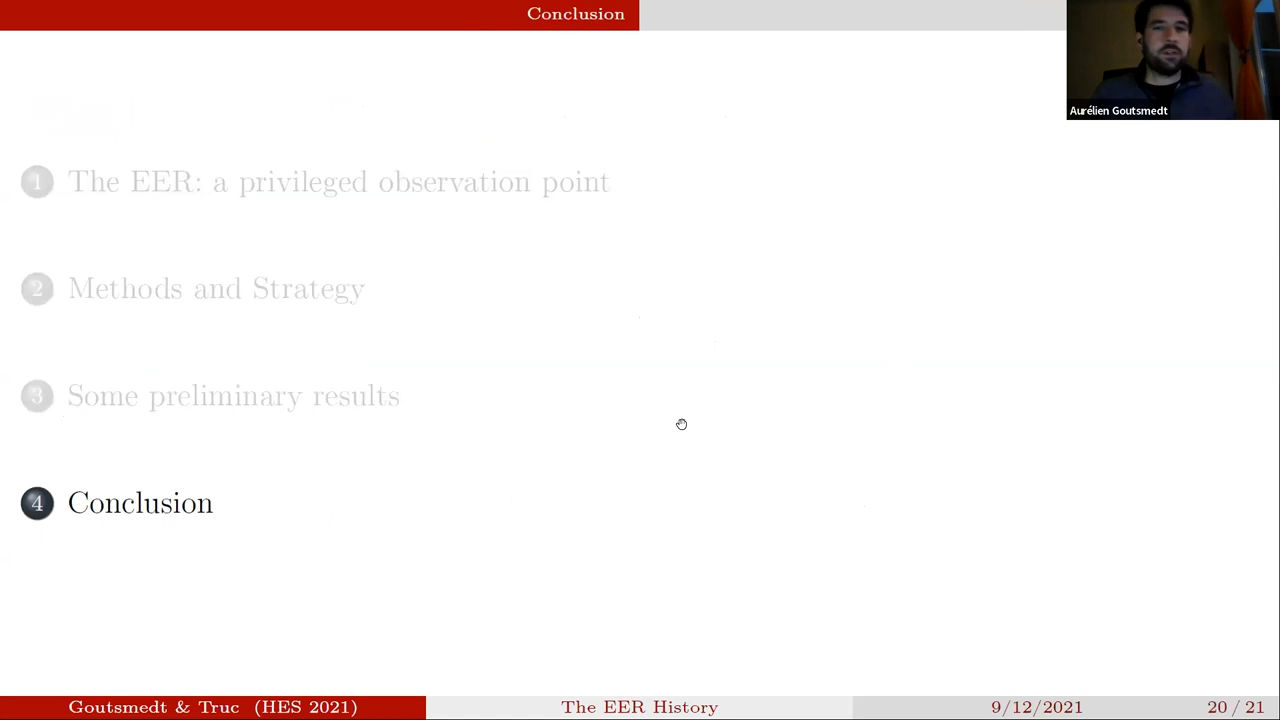 Conclusion
Aurélien Goutsmedt
1 The EER: a privileged observation point
2 Methods and Strategy
3 Some preliminary results
4 Conclusion
Goutsmedt & Truc (HES 2021) The EER History 9/12/2021 20 / 21